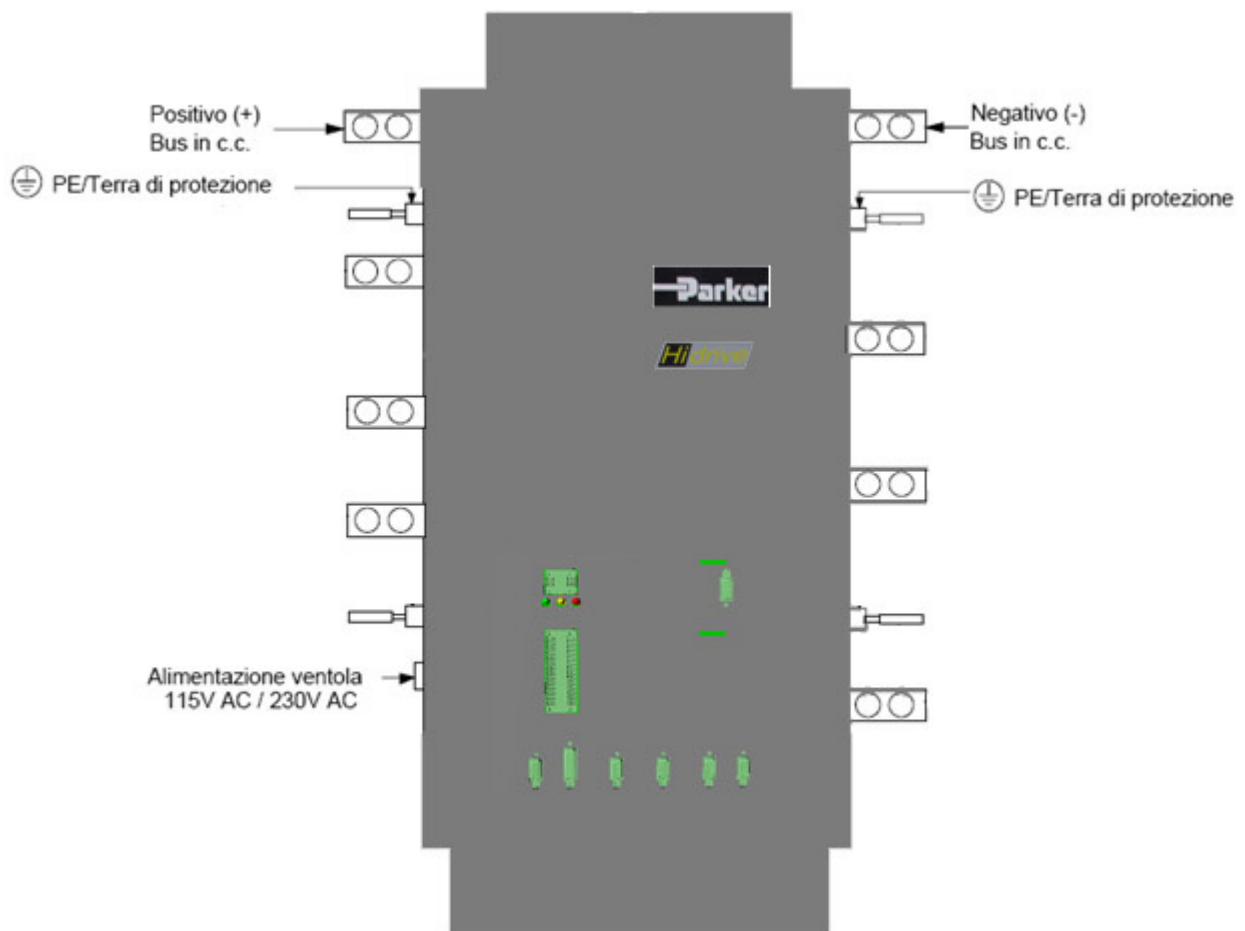 Positivo (+)
Bus in c.c.
Negativo (-)
Bus in c.c.
PE/Terra di protezione
PE/Terra di protezione
Parker
Hidrive
Alimentazione ventola
115V AC / 230V AC